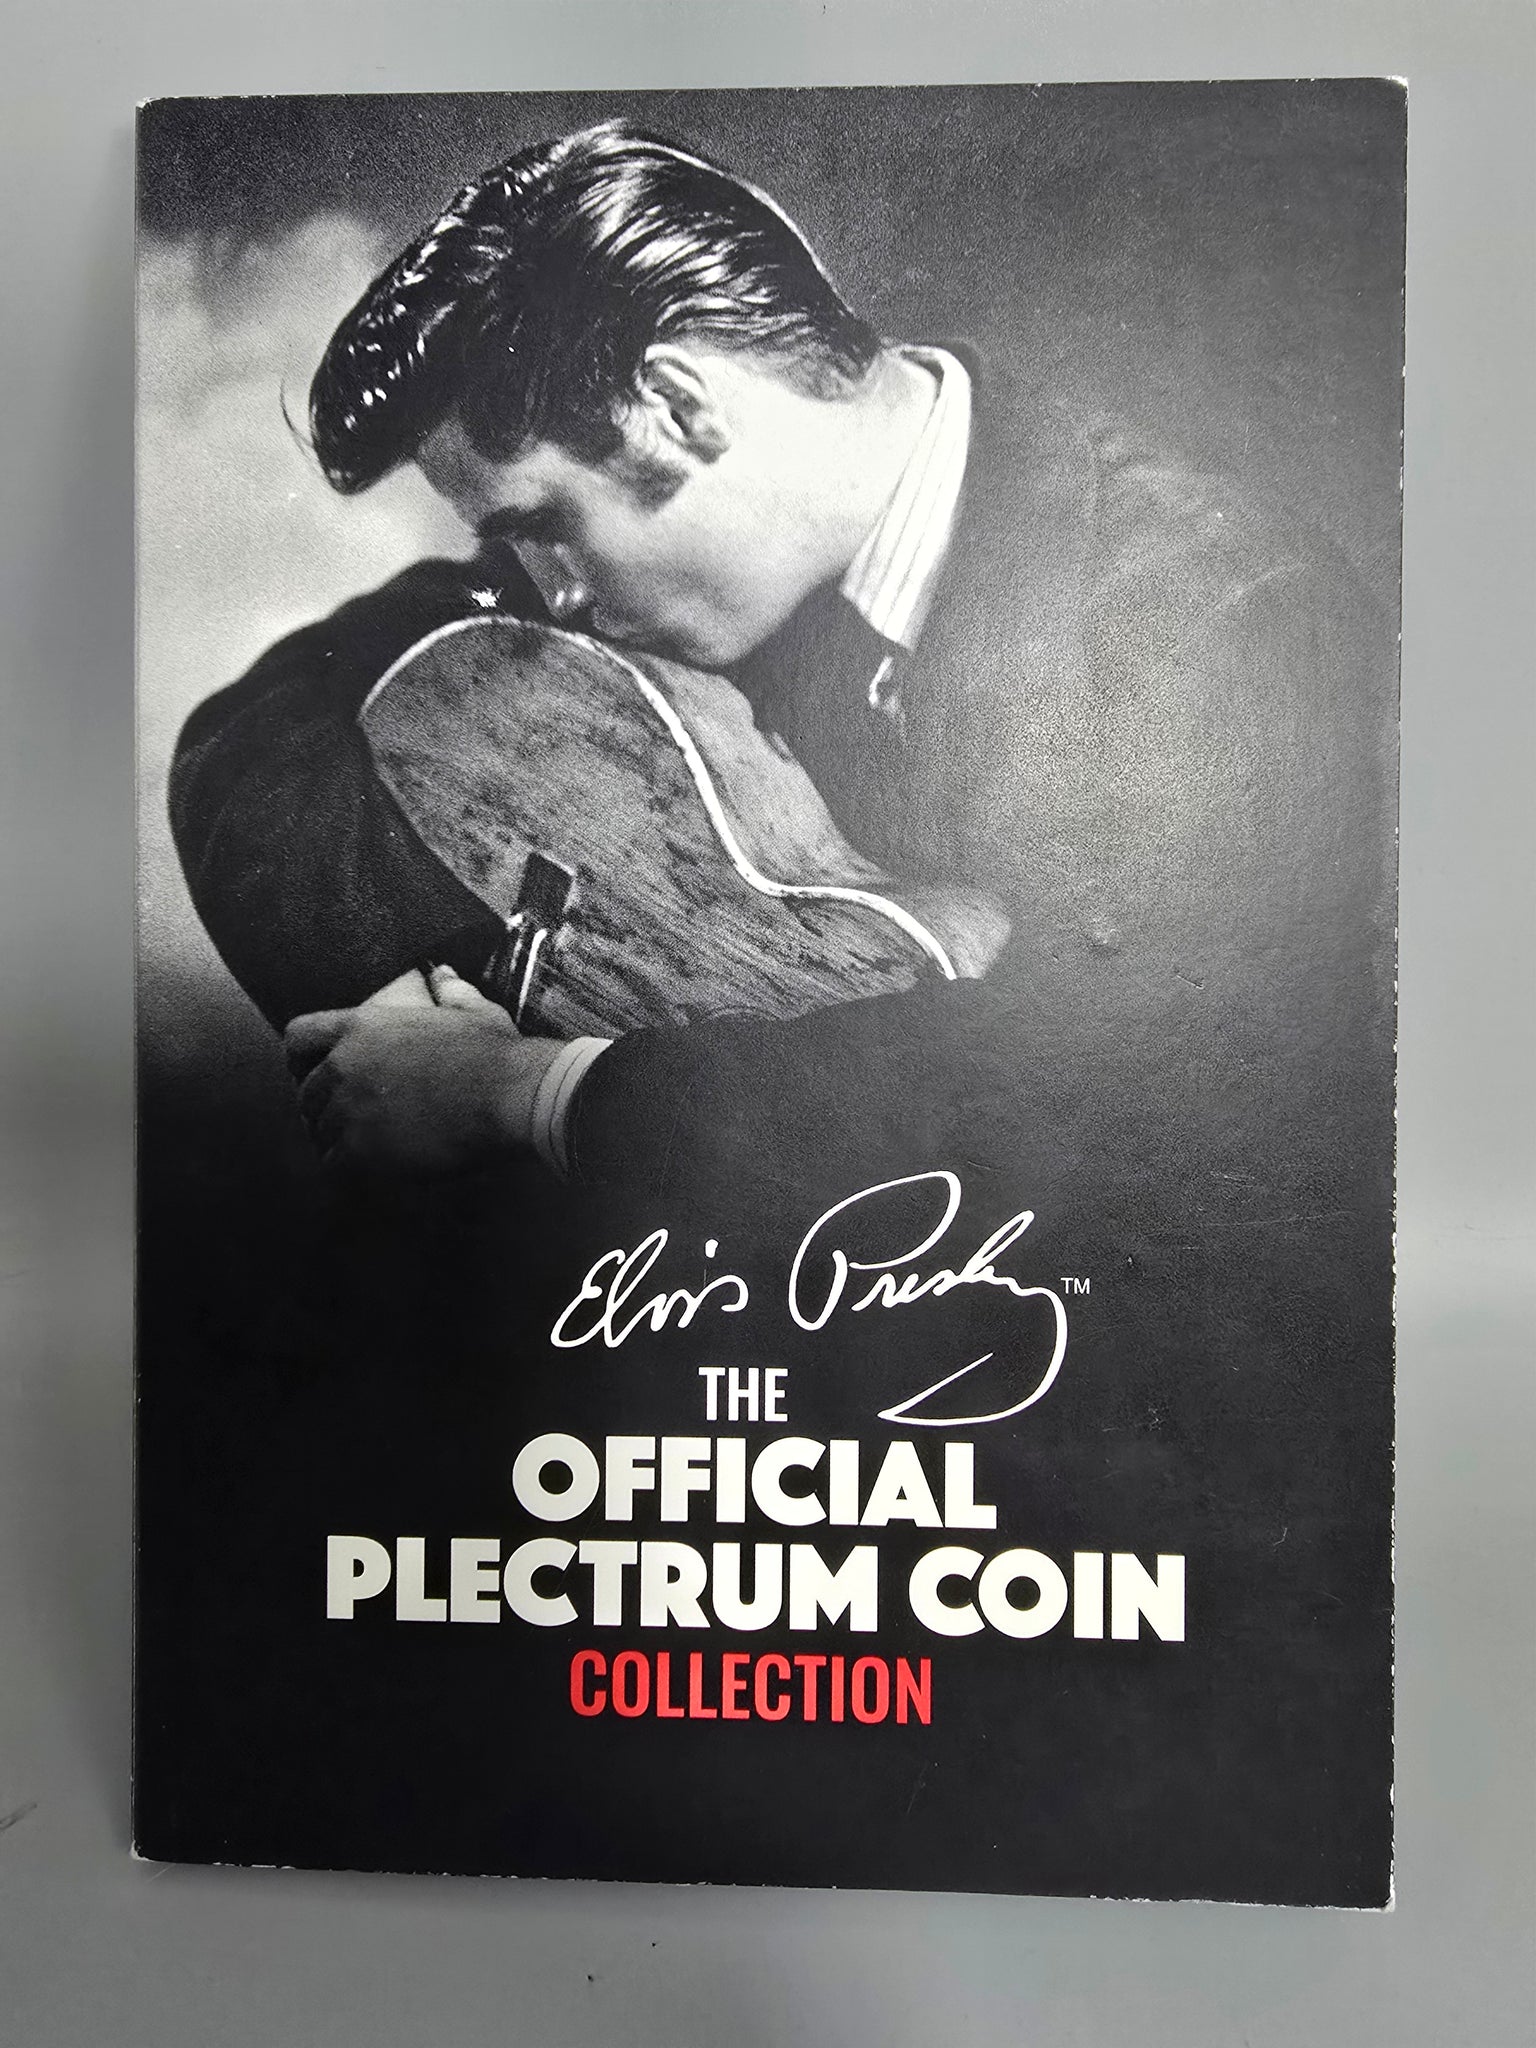 Elvis Presley™
THE
OFFICIAL
PLECTRUM COIN
COLLECTION